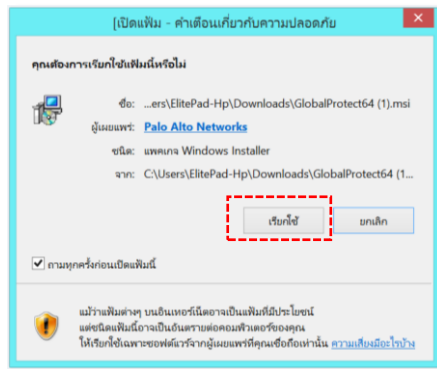 [เปิดแฟ้ม - คำเตือนเกี่ยวกับความปลอดภัย
คุณต้องการเรียกใช้แฟ้มนี้หรือไม่
ชื่อ: ...ers\ElitePad-Hp\Downloads\GlobalProtect64 (1).msi
ผู้เผยแพร่: Palo Alto Networks
ชนิด: แพคเกจ Windows Installer
จาก: C:\Users\ElitePad-Hp\Downloads\GlobalProtect64 (1...
เรียกใช้ ยกเลิก
ถามทุกครั้งก่อนเปิดแฟ้มนี้
แม้ว่าแฟ้มต่างๆ บนอินเทอร์เน็ตอาจเป็นแฟ้มที่มีประโยชน์
แต่ชนิดแฟ้มนี้อาจเป็นอันตรายต่อคอมพิวเตอร์ของคุณ
ให้เรียกใช้เฉพาะซอฟต์แวร์จากผู้เผยแพร่ที่คุณเชื่อถือเท่านั้น ความเสี่ยงมีอะไรบ้าง